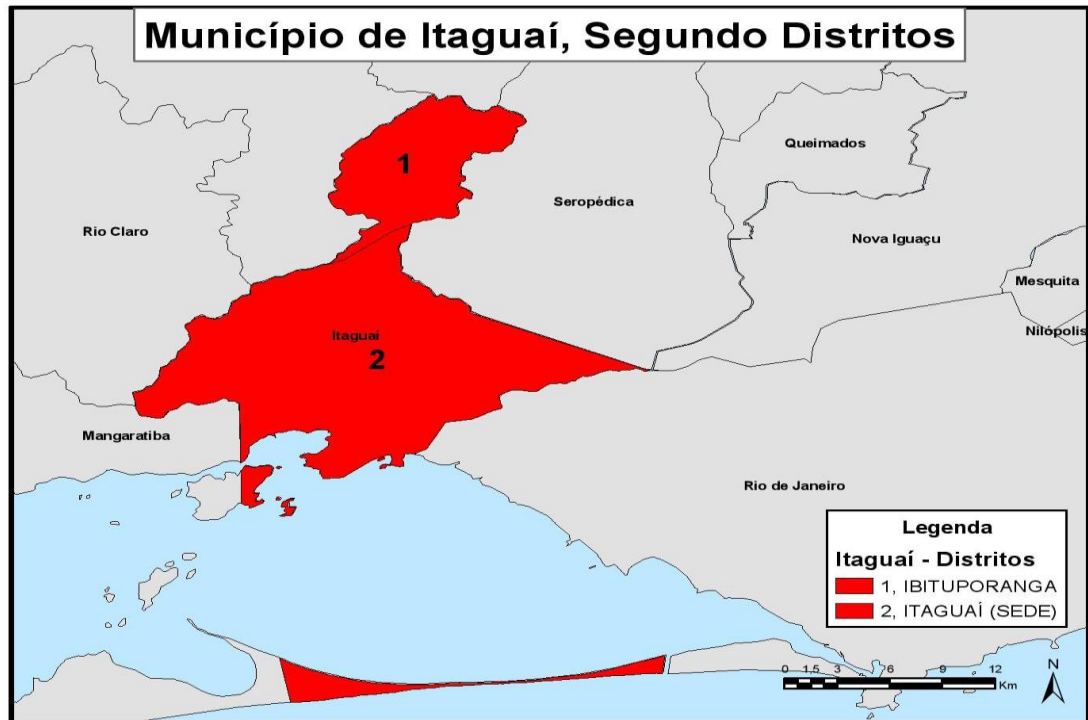 Município de Itaguaí, Segundo Distritos
Queimados
1
Seropédica
Rio Claro
Nova Iguaçu
Mesquita
Nilópolis
Itaguaí
2
Mangaratiba
Rio de Janeiro
Legenda
Itaguaí - Distritos
1, IBITUPORANGA
2, ITAGUAÍ (SEDE)
0 1,5 3 6 9 12
Km
N